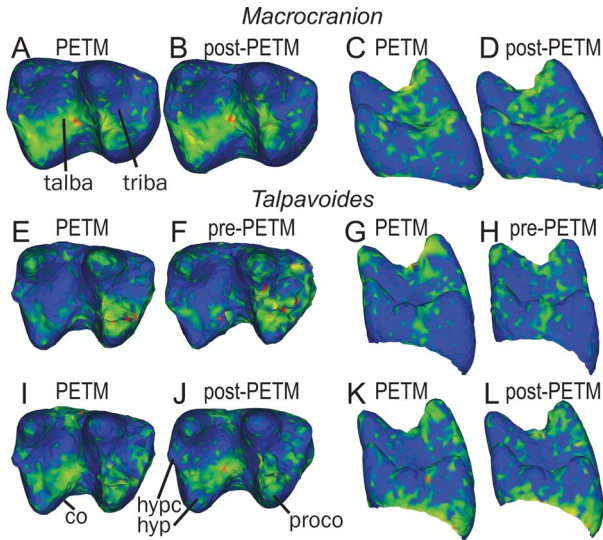 Macrocranion
A PETM B post-PETM C PETM D post-PETM
talba triba
Talpavoides
E PETM F pre-PETM G PETM H pre-PETM
I PETM J post-PETM K PETM L post-PETM
co hypc hyp proco